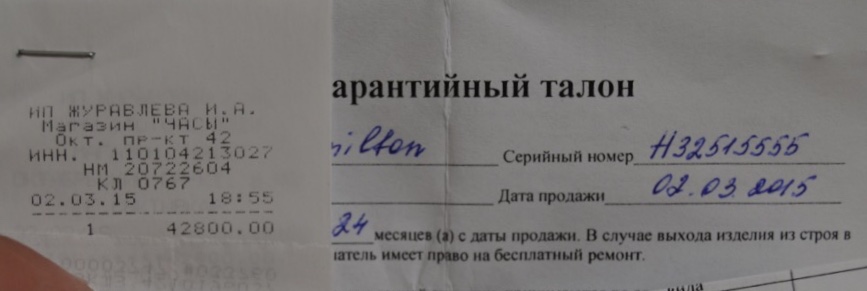 ИП ЖУРАВЛЕВА И.А.
Магазин "ЧАСЫ"
Окт. пр-кт 42
ИНН. 110104213027
НМ 20722604
КЛ 0767
02.03.15 18:55
1 42800.00
арантийный талон
milton Серийный номер H32515555
Дата продажи 02.03.2015
24 месяцев (а) с даты продажи. В случае выхода изделия из строя в
атель имеет право на бесплатный ремонт.